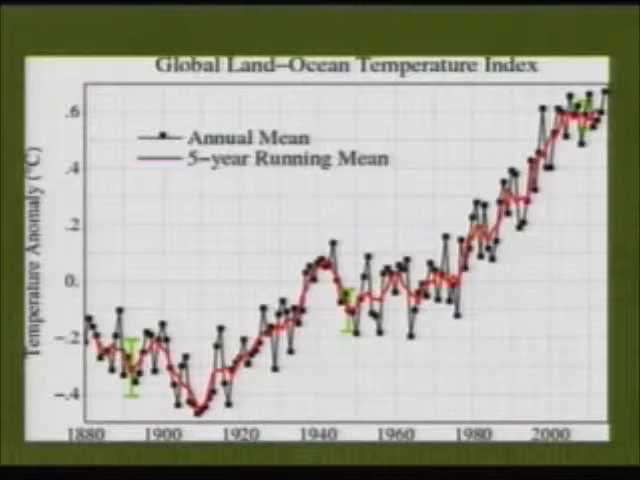 Global Land−Ocean Temperature Index
Annual Mean
5−year Running Mean
Temperature Anomaly (°C)
.6
.4
.2
0.
−.2
−.4
1880 1900 1920 1940 1960 1980 2000